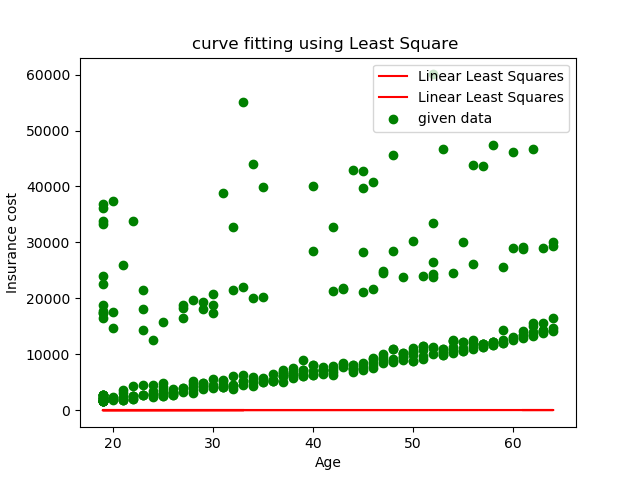 curve fitting using Least Square
60000
50000
40000
30000
20000
10000
0
Insurance cost
Linear Least Squares
Linear Least Squares
given data
20
30
40
50
60
Age